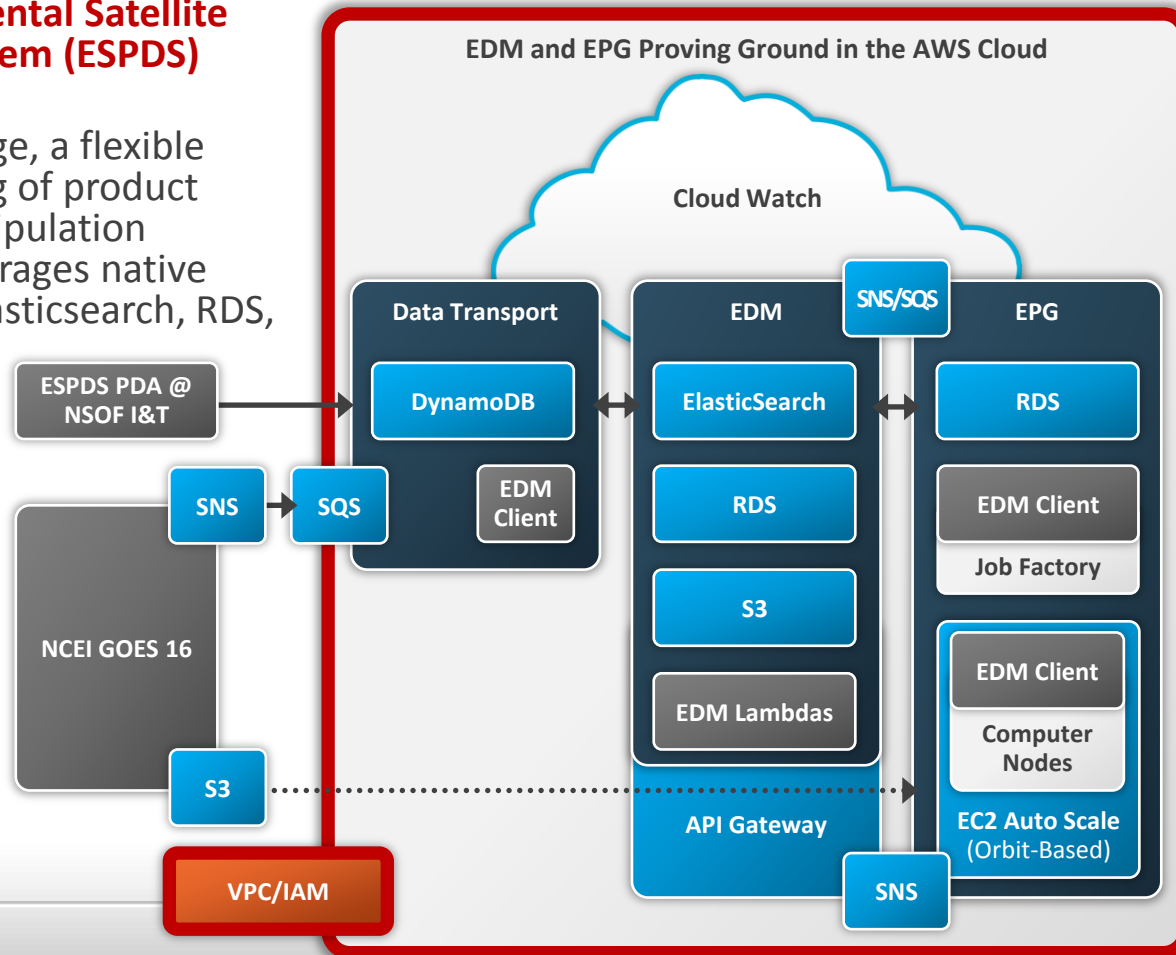 ental Satellite
em (ESPDS)
ge, a flexible
g of product
ipulation
rages native
asticsearch, RDS,
EDM and EPG Proving Ground in the AWS Cloud
Cloud Watch
Data Transport
EDM
SNS/SQS
EPG
ESPDS PDA @
NSOF I&T
DynamoDB
ElasticSearch
RDS
SNS
SQS
EDM
Client
RDS
EDM Client
Job Factory
NCEI GOES 16
S3
EDM Client
EDM Lambdas
Computer
Nodes
S3
API Gateway
EC2 Auto Scale
(Orbit-Based)
VPC/IAM
SNS